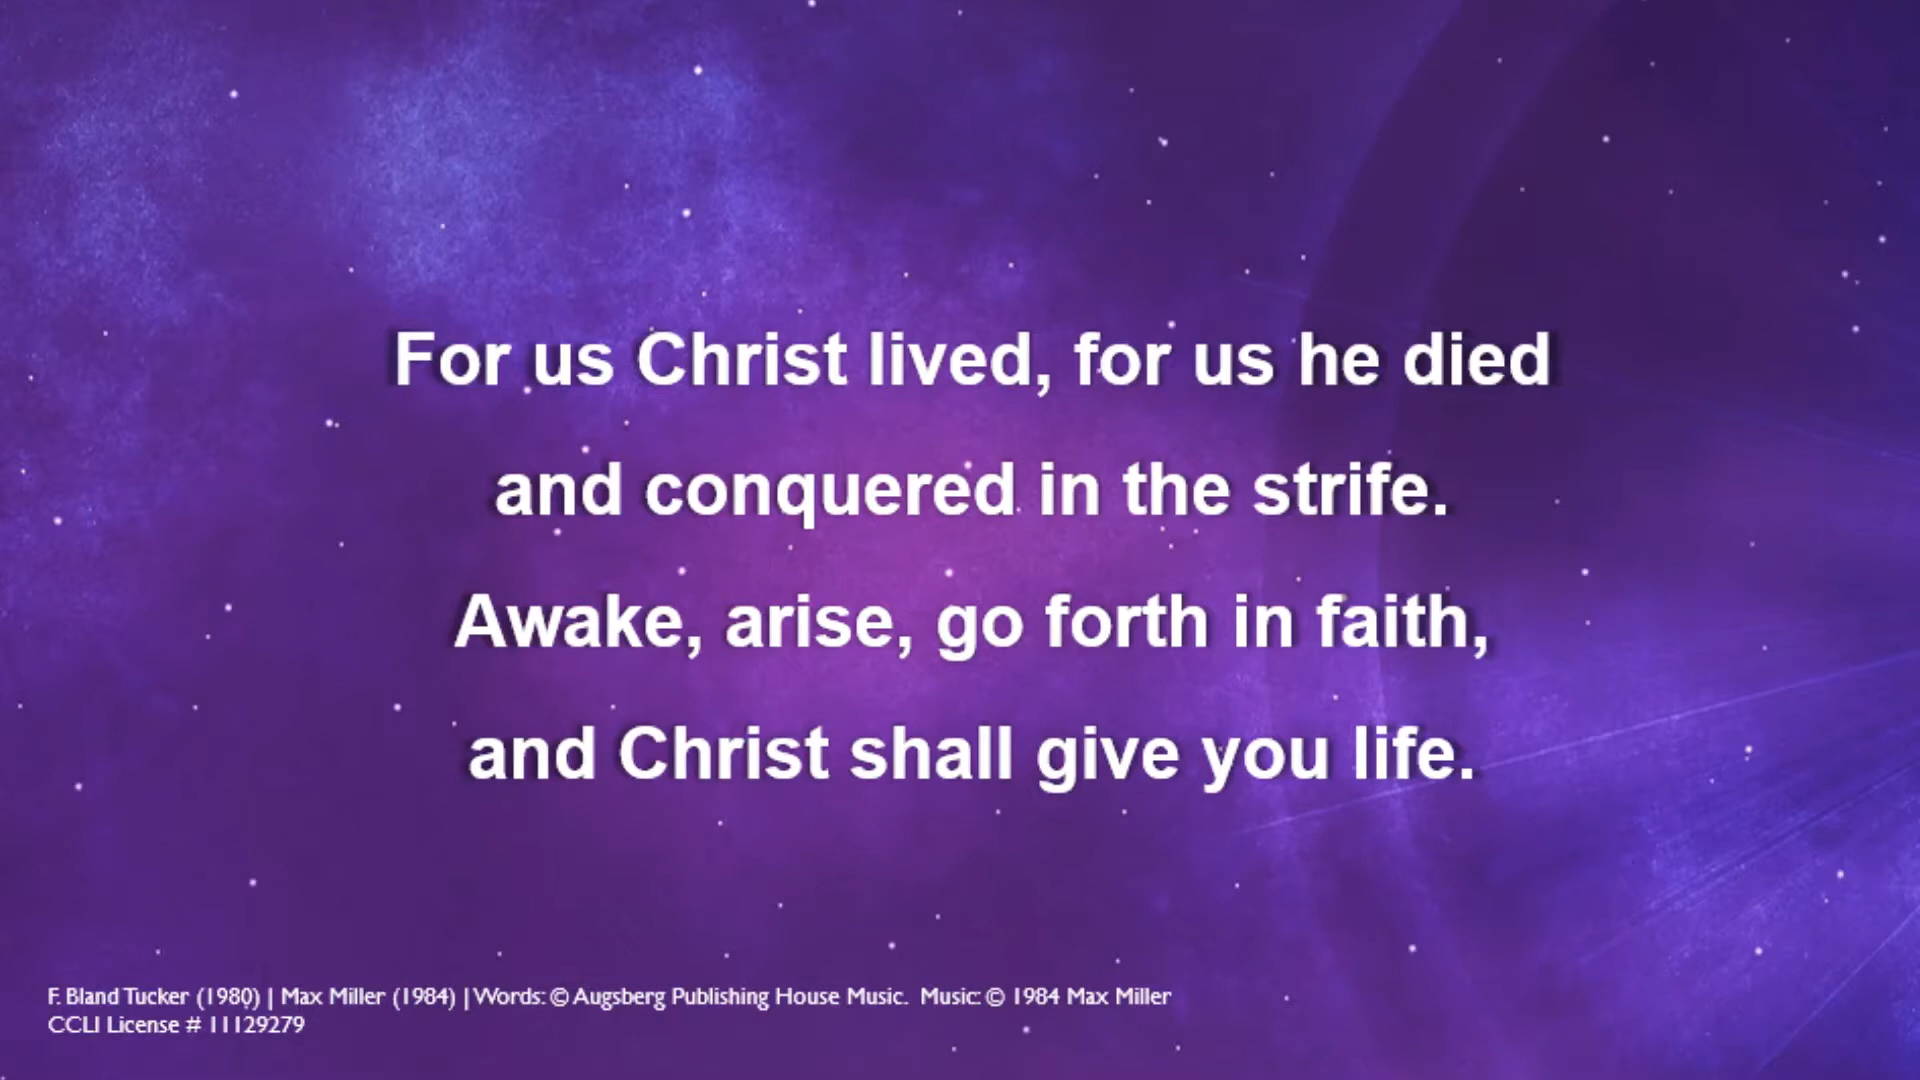 For us Christ lived, for us he died
and conquered in the strife.
Awake, arise, go forth in faith,
and Christ shall give you life.
F. Bland Tucker (1980) | Max Miller (1984) | Words: © Augsberg Publishing House Music. Music: © 1984 Max Miller
CCLI License # 11129279